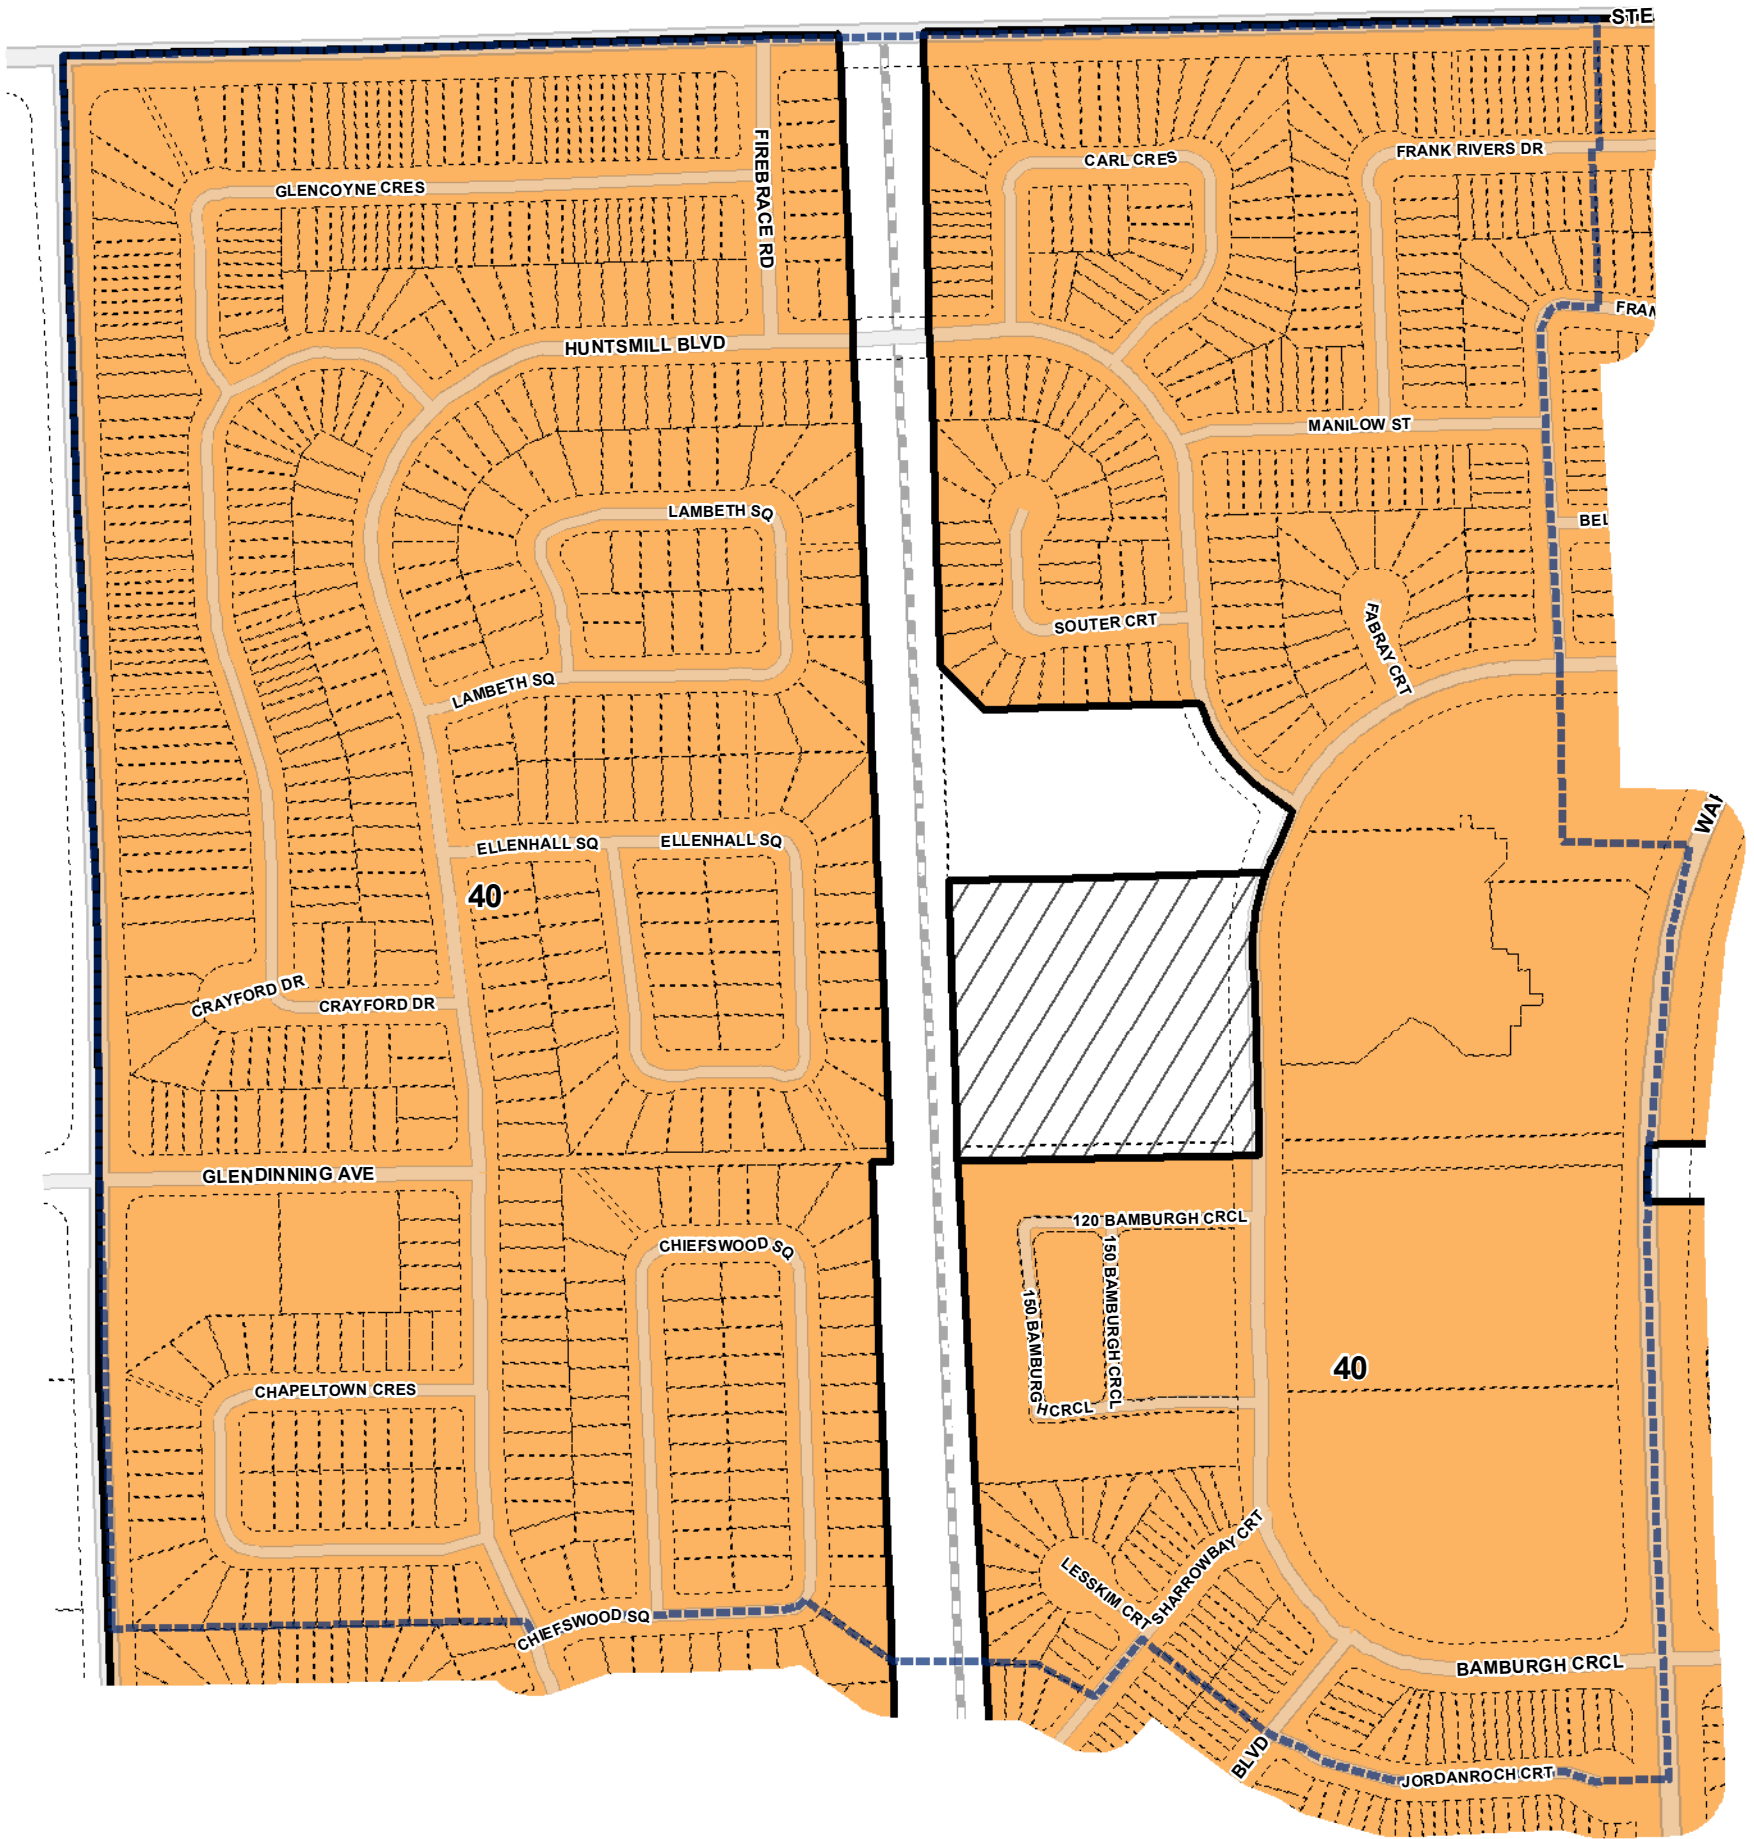 STE
FIREBRACE RD
FRANK RIVERS DR
CARL CRES
GLENCOYNE CRES
FRAN
HUNTSMILL BLVD
MANILOW ST
LAMBETH SQ
BEL
SOUTER CRT
FABRAY CRT
LAMBETH SQ
WAR
ELLENHALL SQ
ELLENHALL SQ
40
CRAYFORD DR
CRAYFORD DR
GLENDINNING AVE
120 BAMBURGH CRCL
CHIEFSWOOD SQ
150 BAMBURGH CRCL
150 BAMBURGH CRCL
40
CHAPELTOWN CRES
SHARROWBAY CRT
LESSKIM CRT
CHIEFSWOOD SQ
BAMBURGH CRCL
BLVD
JORDANROCH CRT